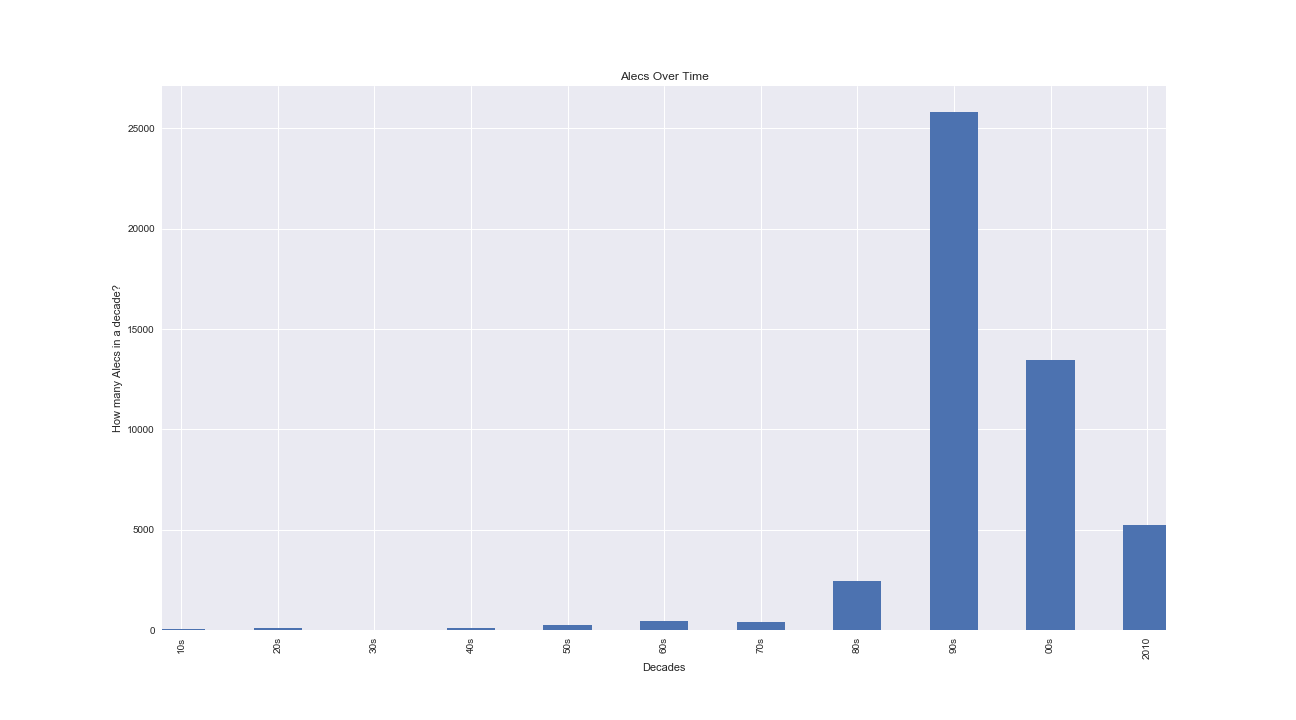 Alecs Over Time
How many Alecs in a decade?
25000
20000
15000
10000
5000
0
10s
20s
30s
40s
50s
60s
70s
80s
90s
00s
2010
Decades